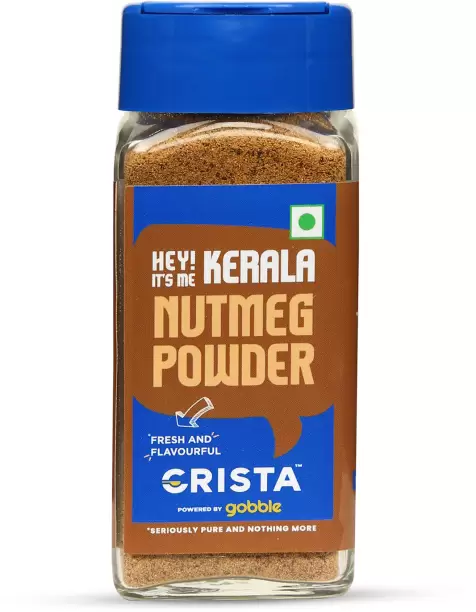 HEY! IT'S ME KERALA
NUTMEG
POWDER
"FRESH AND
FLAVOURFUL
CRISTA™
POWERED BY gobble
*SERIOUSLY PURE AND NOTHING MORE